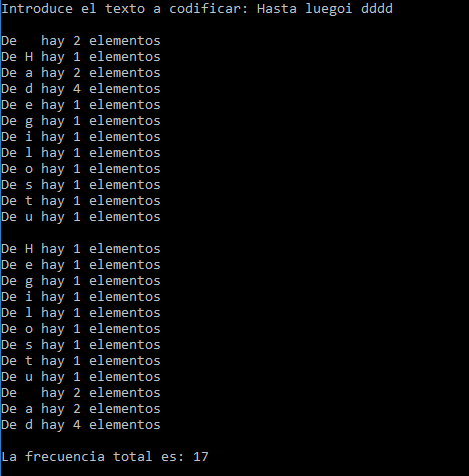 Introduce el texto a codificar: Hasta luegoi dddd

De   hay 2 elementos
De H hay 1 elementos
De a hay 2 elementos
De d hay 4 elementos
De e hay 1 elementos
De g hay 1 elementos
De i hay 1 elementos
De l hay 1 elementos
De o hay 1 elementos
De s hay 1 elementos
De t hay 1 elementos
De u hay 1 elementos

De H hay 1 elementos
De e hay 1 elementos
De g hay 1 elementos
De i hay 1 elementos
De l hay 1 elementos
De o hay 1 elementos
De s hay 1 elementos
De t hay 1 elementos
De u hay 1 elementos
De   hay 2 elementos
De a hay 2 elementos
De d hay 4 elementos

La frecuencia total es: 17